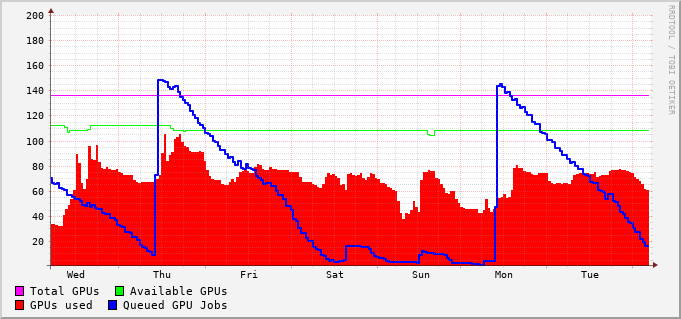 200
180
160
140
120
100
80
60
40
20
Wed Thu Fri Sat Sun Mon Tue
Total GPUs Available GPUs
GPUs used Queued GPU Jobs
RRDTOOL / TOBI OETIKER